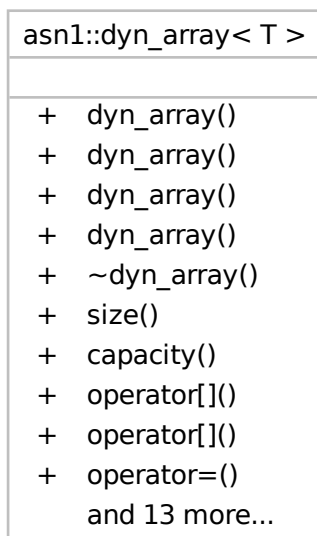 asn1::dyn_array< T >
+ dyn_array()
+ dyn_array()
+ dyn_array()
+ dyn_array()
+ ~dyn_array()
+ size()
+ capacity()
+ operator[]()
+ operator[]()
+ operator=()
and 13 more...